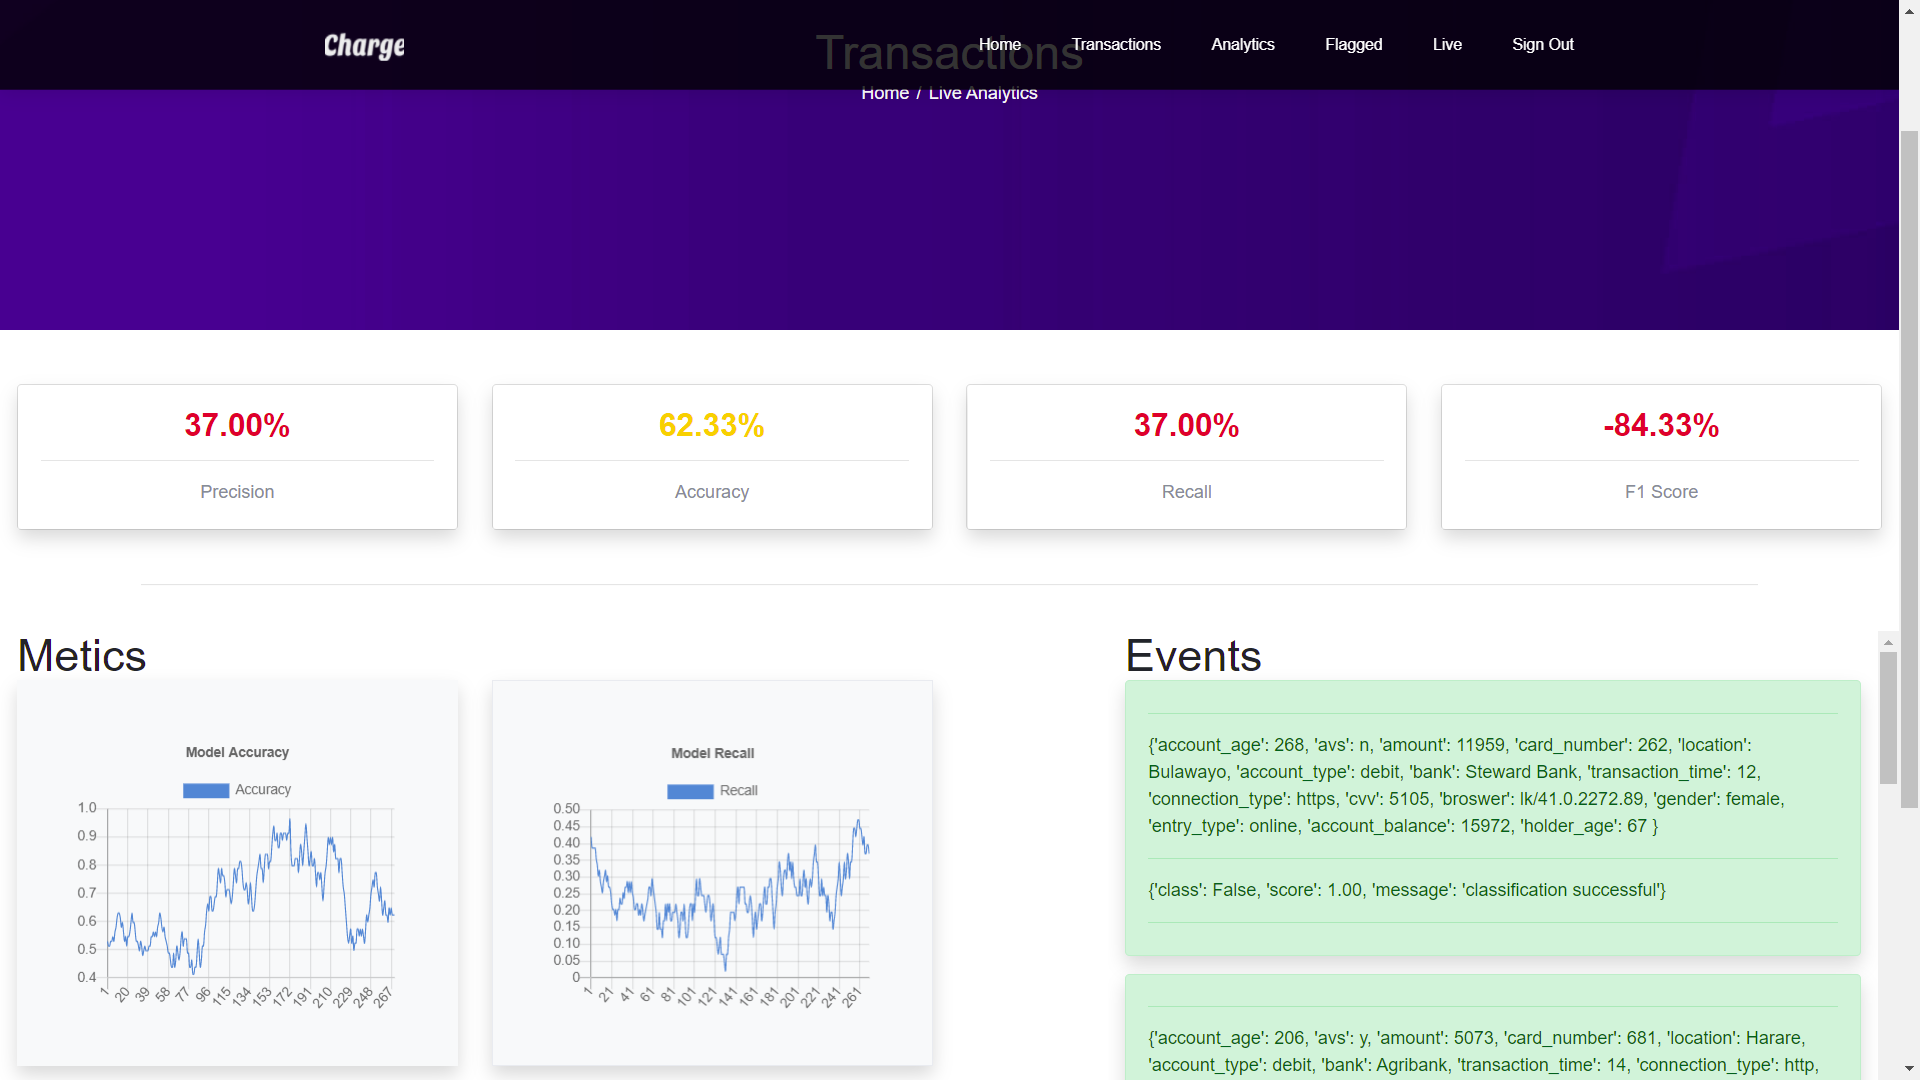 Charge
Home Transactions Analytics Flagged Live Sign Out
Transactions
Home / Live Analytics
37.00%
Precision
62.33%
Accuracy
37.00%
Recall
-84.33%
F1 Score
Metics
Model Accuracy
Accuracy
1.0
0.9
0.8
0.7
0.6
0.5
0.4
1 20 39 58 77 96 115 134 153 172 191 210 229 248 267
Model Recall
Recall
0.50
0.45
0.40
0.35
0.30
0.25
0.20
0.15
0.10
0.05
0
1 21 41 61 81 101 121 141 161 181 201 221 241 261
Events
{'account_age': 268, 'avs': n, 'amount': 11959, 'card_number': 262, 'location':
Bulawayo, 'account_type': debit, 'bank': Steward Bank, 'transaction_time': 12,
'connection_type': https, 'cvv': 5105, 'broswer': lk/41.0.2272.89, 'gender': female,
'entry_type': online, 'account_balance': 15972, 'holder_age': 67 }
{'class': False, 'score': 1.00, 'message': 'classification successful'}
{'account_age': 206, 'avs': y, 'amount': 5073, 'card_number': 681, 'location': Harare,
'account_type': debit, 'bank': Agribank, 'transaction_time': 14, 'connection_type': http,